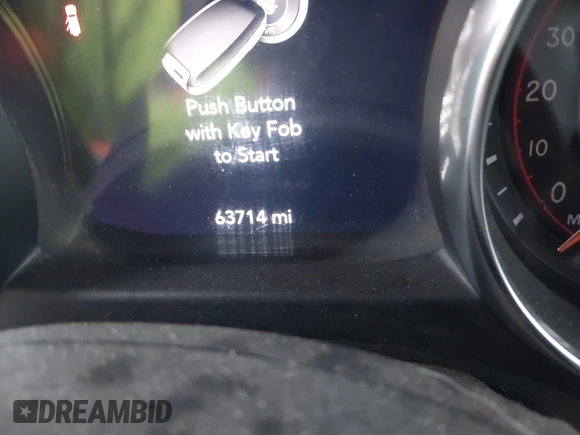 Push Button
with Key Fob
to Start
63714 mi
30
20
10
0
DREAMBID